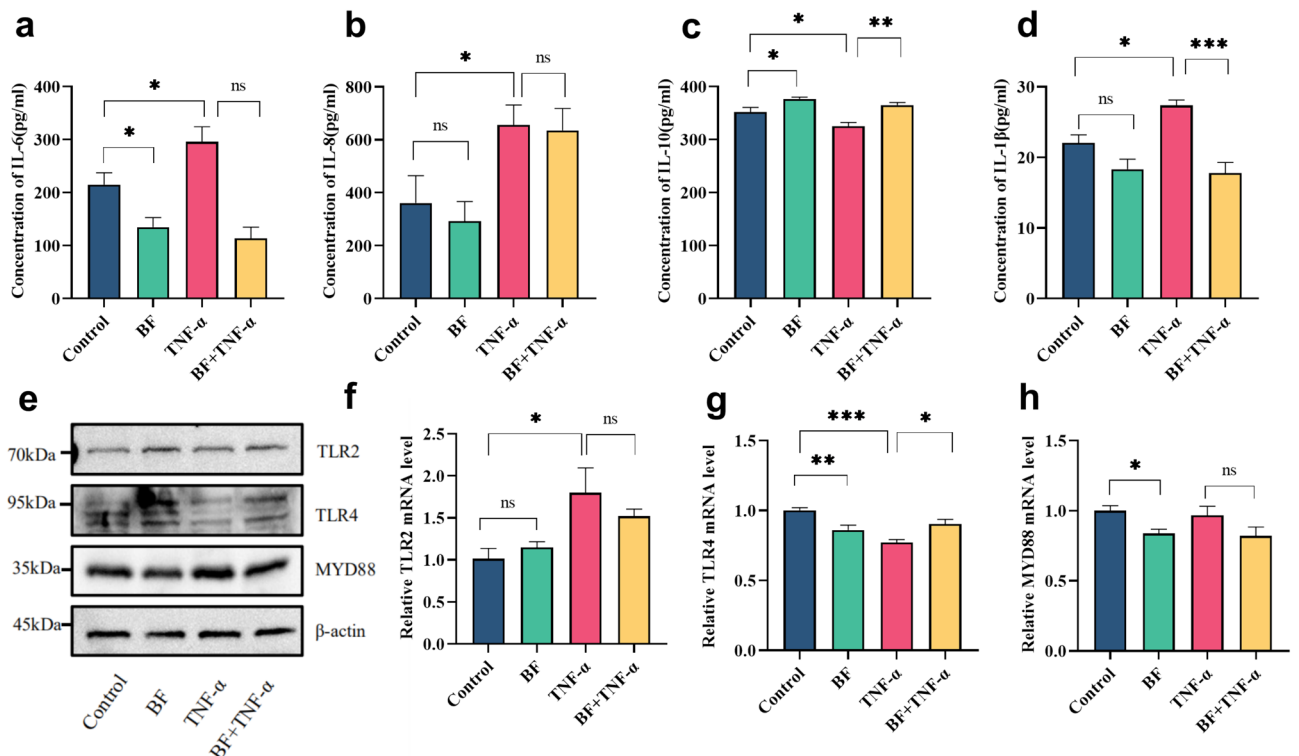 a
Concentration of IL-6(pg/ml)
400
300
200
100
0
*
*
ns
Control
BF
TNF-α
BF+TNF-α
b
Concentration of IL-8(pg/ml)
800
600
400
200
0
*
ns
ns
Control
BF
TNF-α
BF+TNF-α
c
Concentration of IL-10(pg/ml)
400
300
200
100
0
*
**
*
Control
BF
TNF-α
BF+TNF-α
d
Concentration of IL-1β(pg/ml)
30
20
10
0
*
***
ns
Control
BF
TNF-α
BF+TNF-α
e
70kDa
TLR2
95kDa
TLR4
35kDa
MYD88
45kDa
β-actin
Control
BF
TNF-α
BF+TNF-α
f
Relative TLR2 mRNA level
2.5
2.0
1.5
1.0
0.5
0.0
*
ns
ns
Control
BF
TNF-α
BF+TNF-α
g
Relative TLR4 mRNA level
1.5
1.0
0.5
0.0
***
*
**
Control
BF
TNF-α
BF+TNF-α
h
Relative MYD88 mRNA level
1.5
1.0
0.5
0.0
*
ns
Control
BF
TNF-α
BF+TNF-α